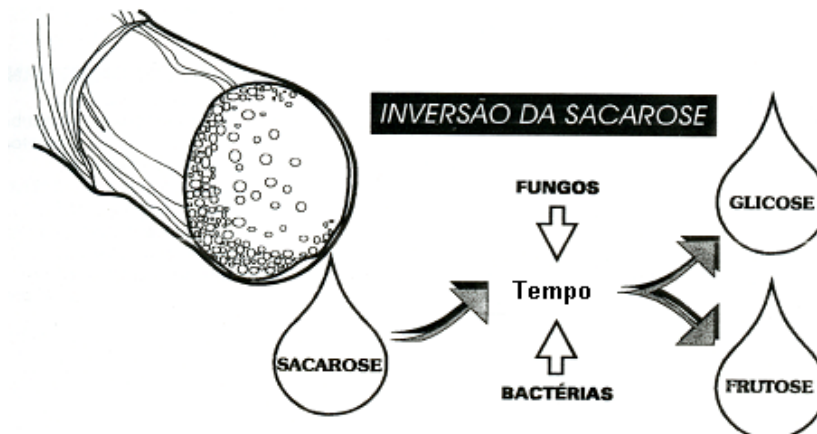 INVERSÃO DA SACAROSE
FUNGOS
GLICOSE
Tempo
SACAROSE
BACTÉRIAS
FRUTOSE